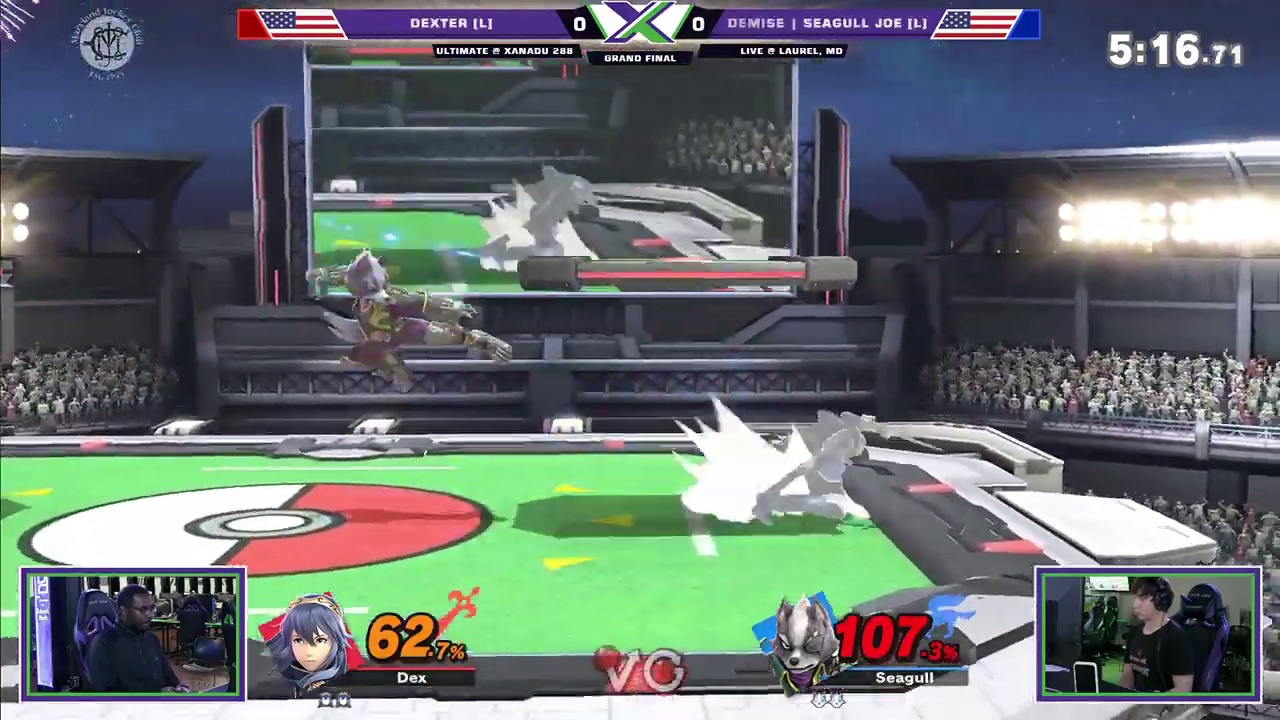 DEXTER [L]
0
0
DEMISE | SEAGULL JOE [L]
ULTIMATE @ XANADU 288
LIVE @ LAUREL, MD
GRAND FINAL
5:16.71
62.7%
Dex
107.3%
Seagull
VG